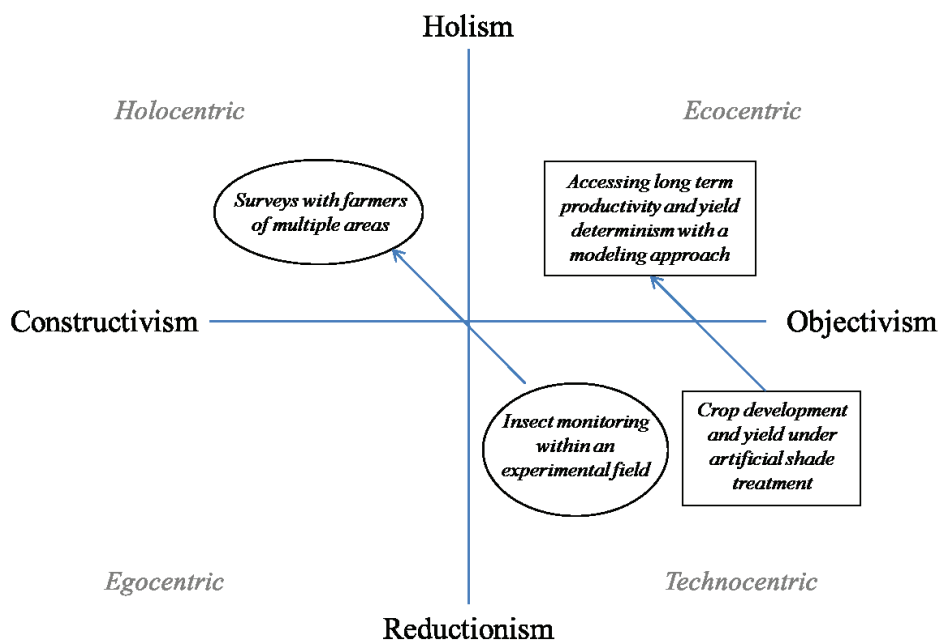 Holism
Holocentric
Ecocentric
Surveys with farmers
of multiple areas
Accessing long term
productivity and yield
determinism with a
modeling approach
Constructivism
Objectivism
Insect monitoring
within an
experimental field
Crop development
and yield under
artificial shade
treatment
Egocentric
Technocentric
Reductionism